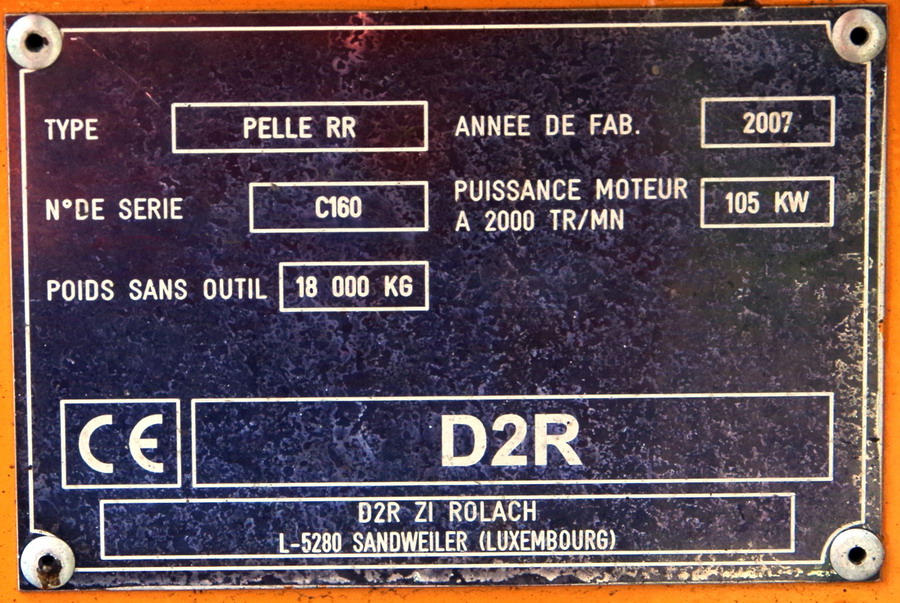 TYPE PELLE RR ANNEE DE FAB. 2007
N°DE SERIE C160 PUISSANCE MOTEUR
A 2000 TR/MN 105 KW
POIDS SANS OUTIL 18 000 KG
CE D2R
D2R ZI ROLACH
L-5280 SANDWEILER (LUXEMBOURG)